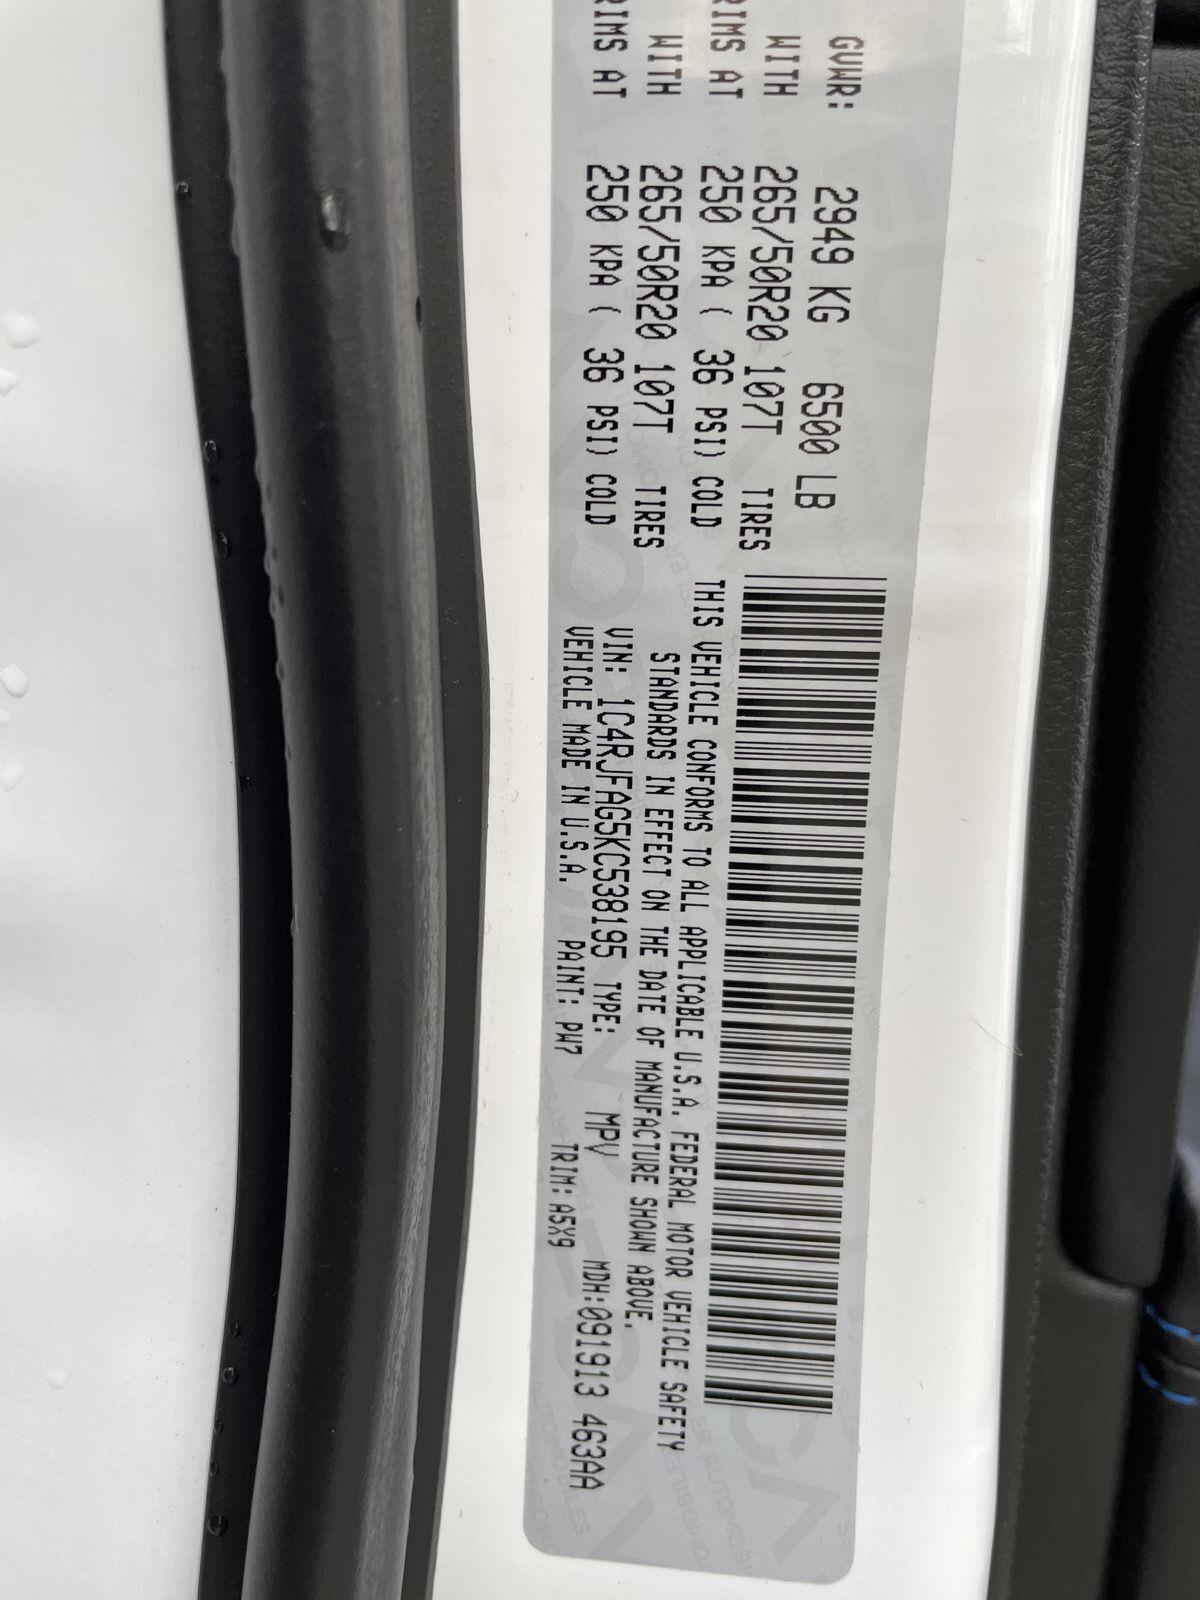 GVWR: 2949 KG 6500 LB
WITH 265/50R20 107T TIRES
RIMS AT 250 KPA ( 36 PSI) COLD
WITH 265/50R20 107T TIRES
RIMS AT 250 KPA ( 36 PSI) COLD
THIS VEHICLE CONFORMS TO ALL APPLICABLE U.S.A. FEDERAL MOTOR VEHICLE SAFETY
STANDARDS IN EFFECT ON THE DATE OF MANUFACTURE SHOWN ABOVE.
VIN: 1C4RJFAG5KC538195 TYPE: MPV MDH:091913 463AA
VEHICLE MADE IN U.S.A. PAINT: PW7 TRIM: A5X9